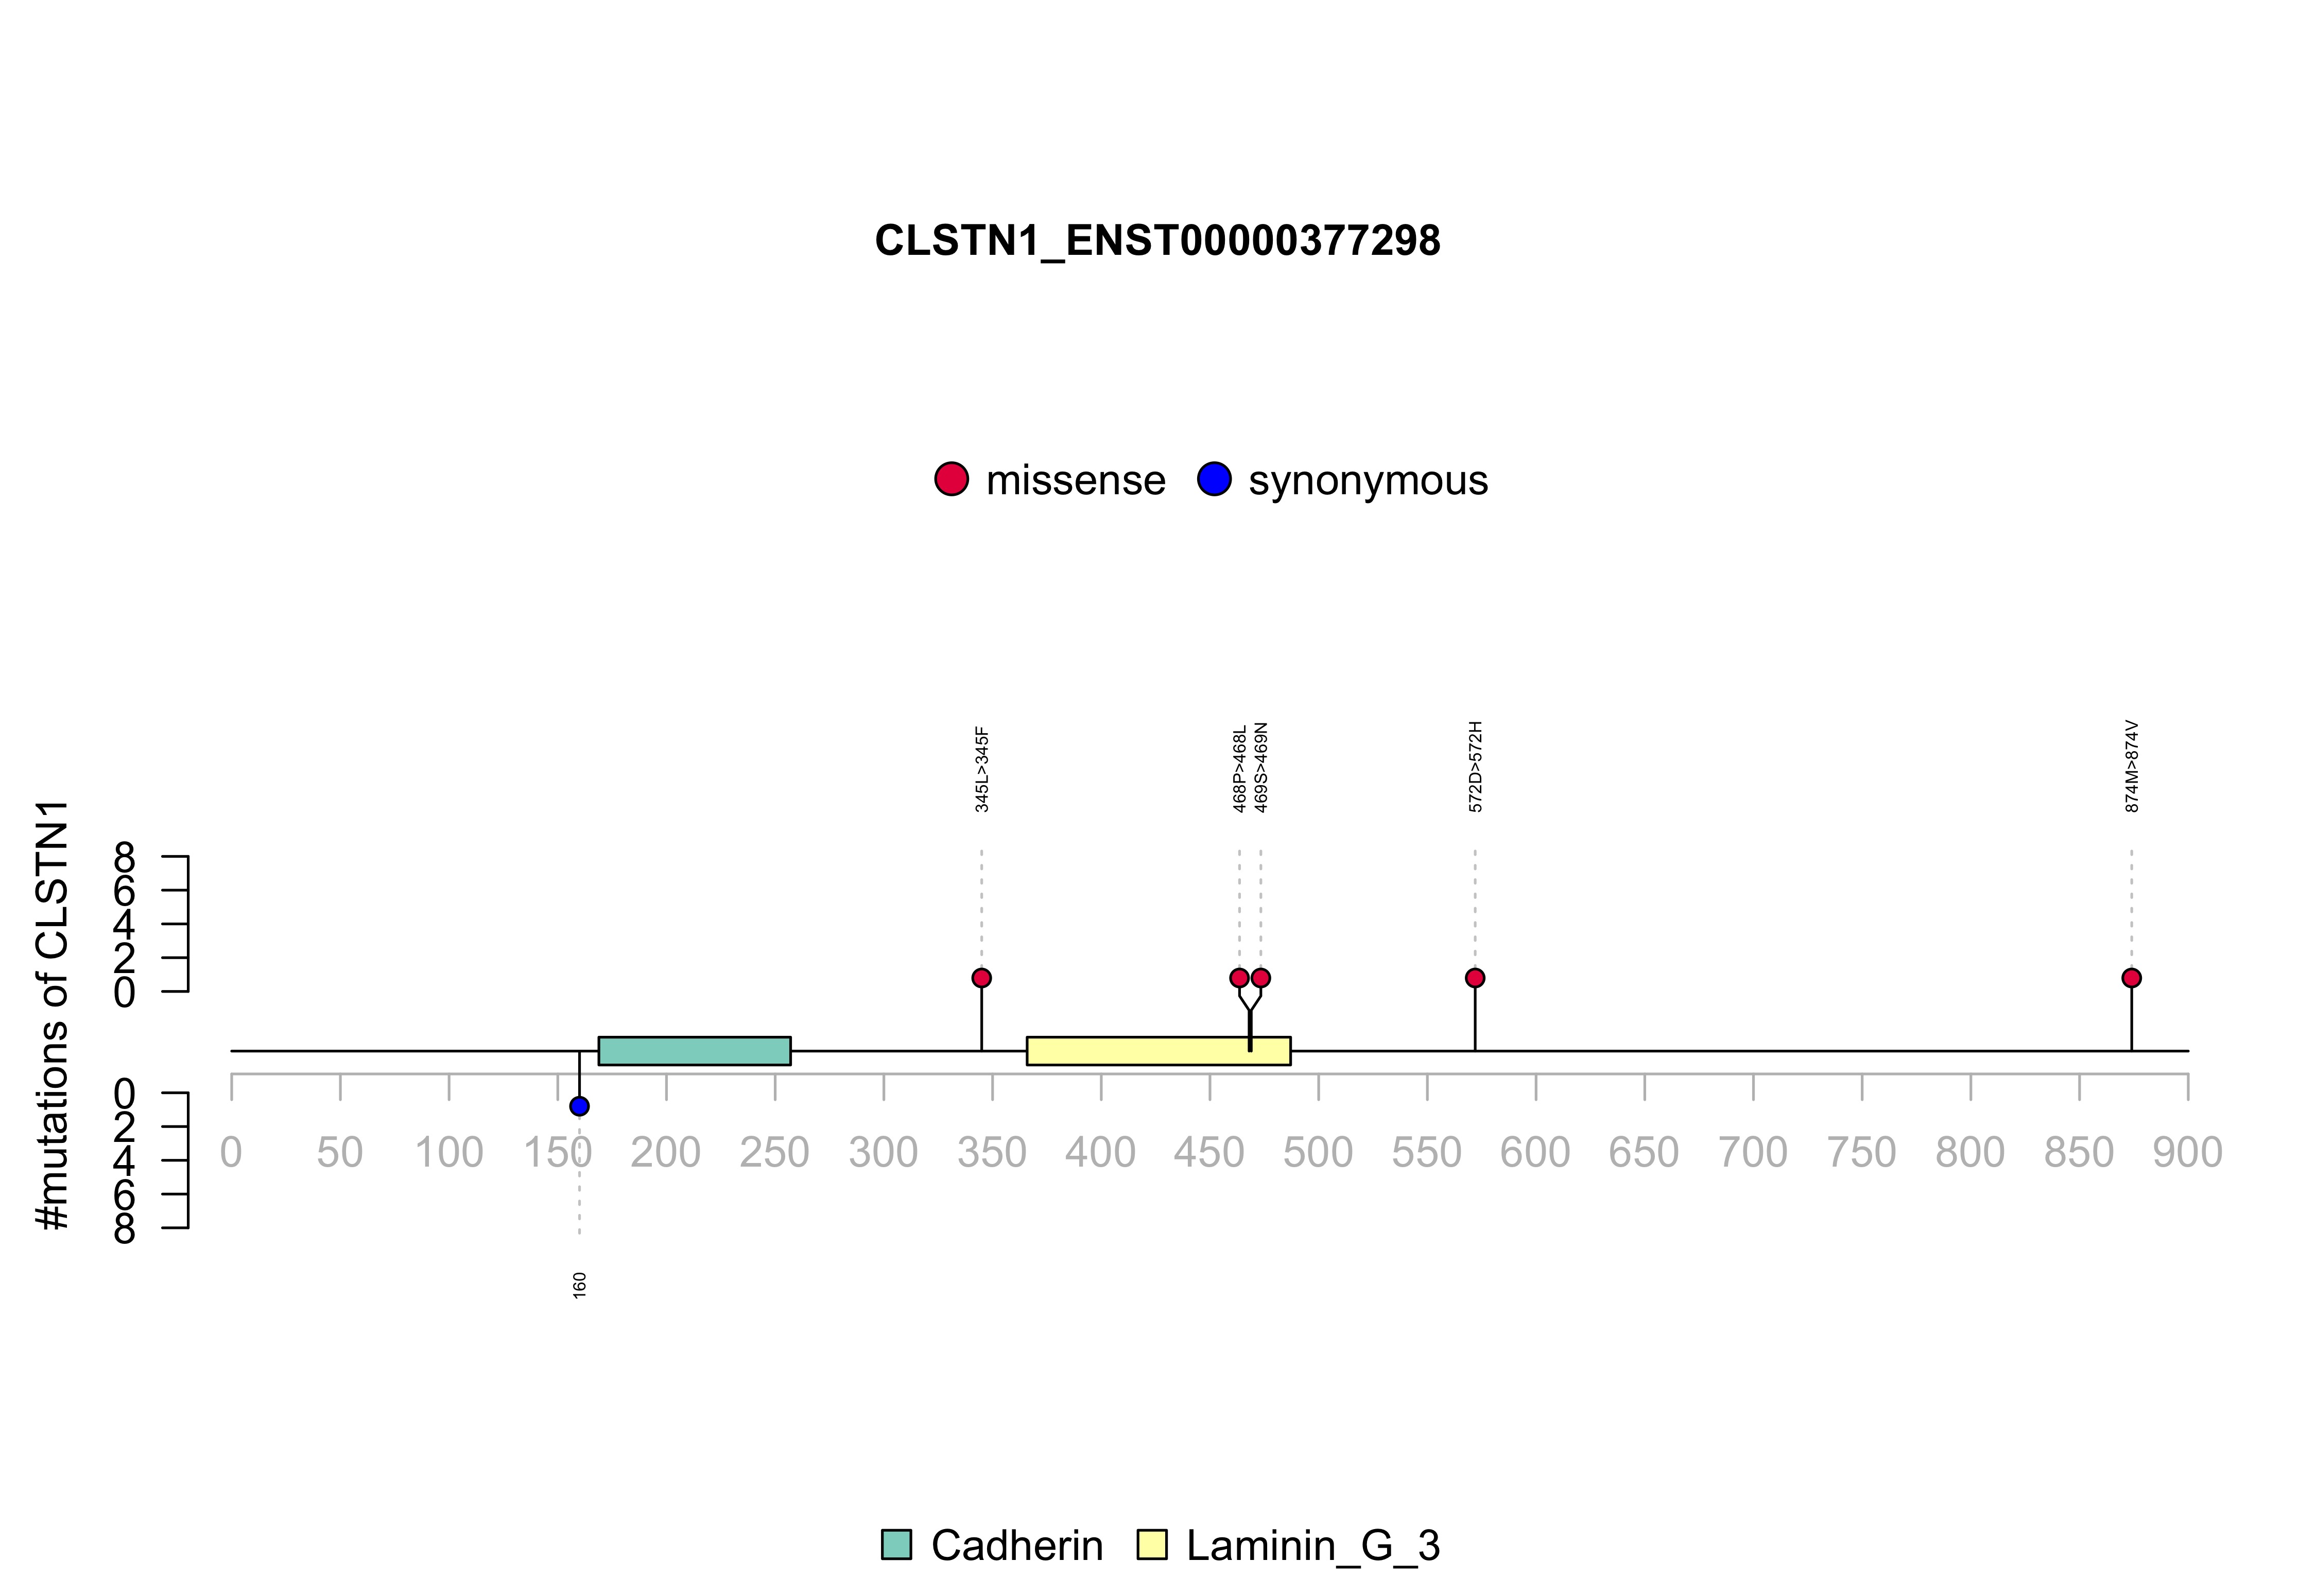 CLSTN1_ENST00000377298
missense synonymous
345L>345F
468P>468L
469S>469N
572D>572H
874M>874V
#mutations of CLSTN1
8
6
4
2
0
0
2
4
6
8
0 50 100 150 200 250 300 350 400 450 500 550 600 650 700 750 800 850 900
160
Cadherin Laminin_G_3